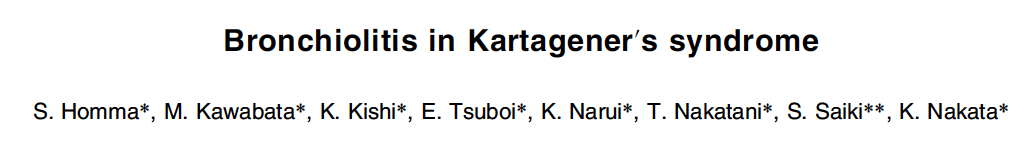 Bronchiolitis in Kartagener′s syndrome
S. Homma*, M. Kawabata*, K. Kishi*, E. Tsuboi*, K. Narui*, T. Nakatani*, S. Saiki**, K. Nakata*